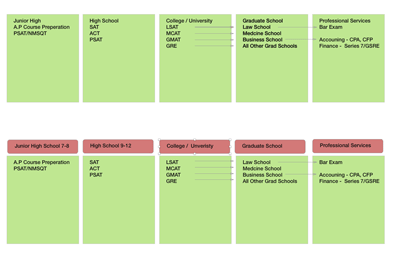 Junior High
A.P Course Preperation
PSAT/NMSQT
High School
SAT
ACT
PSAT
College / University
LSAT
MCAT
GMAT
GRE
Graduate School
Law School
Medcine School
Business School
All Other Grad Schools
Professional Services
Bar Exam
Accouning - CPA, CFP
Finance - Series 7/GSRE
Junior High School 7-8
High School 9-12
College / Univeristy
Graduate School
Professional Services
A.P Course Preperation
PSAT/NMSQT
SAT
ACT
PSAT
LSAT
MCAT
GMAT
GRE
Law School
Medcine School
Business School
All Other Grad Schools
Bar Exam
Accouning - CPA, CFP
Finance - Series 7/GSRE